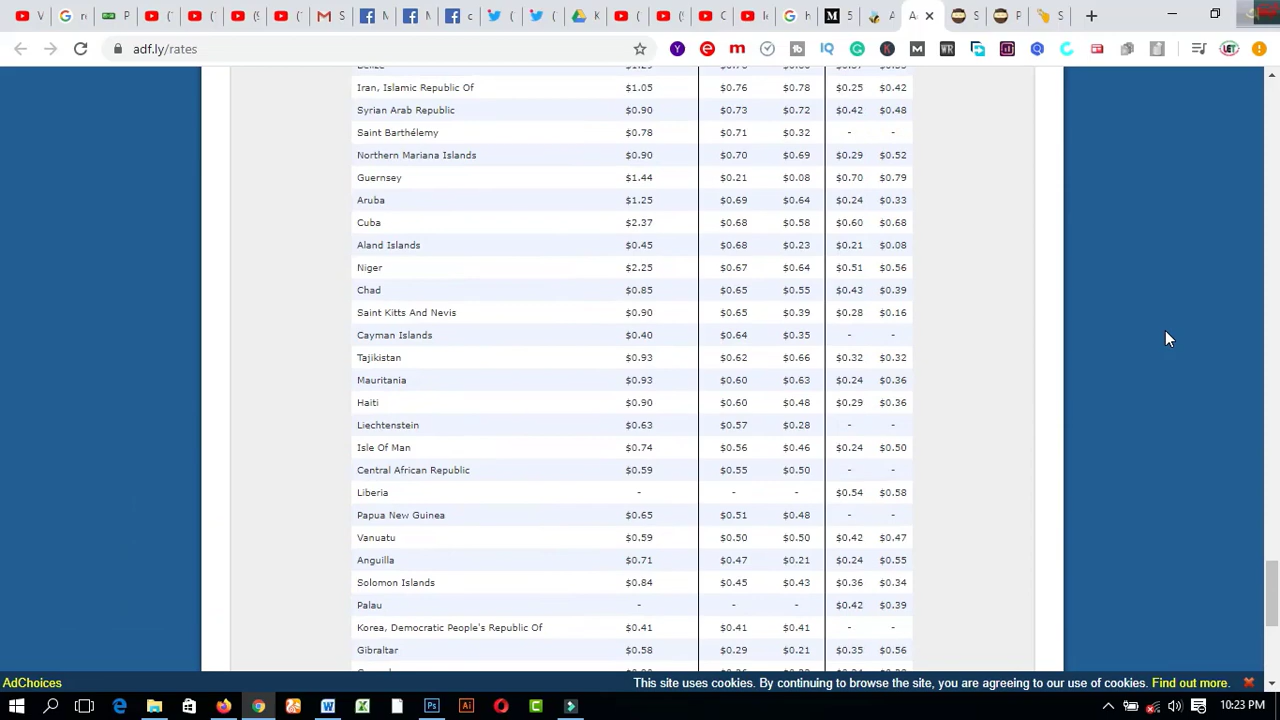 adf.ly/rates
Iran, Islamic Republic Of $1.05 $0.76 $0.78 $0.25 $0.42
Syrian Arab Republic $0.90 $0.73 $0.72 $0.42 $0.48
Saint Barthélemy $0.78 $0.71 $0.32 - -
Northern Mariana Islands $0.90 $0.70 $0.69 $0.29 $0.52
Guernsey $1.44 $0.21 $0.08 $0.70 $0.79
Aruba $1.25 $0.69 $0.64 $0.24 $0.33
Cuba $2.37 $0.68 $0.58 $0.60 $0.68
Aland Islands $0.45 $0.68 $0.23 $0.21 $0.08
Niger $2.25 $0.67 $0.64 $0.51 $0.56
Chad $0.85 $0.65 $0.55 $0.43 $0.39
Saint Kitts And Nevis $0.90 $0.65 $0.39 $0.28 $0.16
Cayman Islands $0.40 $0.64 $0.35 - -
Tajikistan $0.93 $0.62 $0.66 $0.32 $0.32
Mauritania $0.93 $0.60 $0.63 $0.24 $0.36
Haiti $0.90 $0.60 $0.48 $0.29 $0.36
Liechtenstein $0.63 $0.57 $0.28 - -
Isle Of Man $0.74 $0.56 $0.46 $0.24 $0.50
Central African Republic $0.59 $0.55 $0.50 - -
Liberia - - - $0.54 $0.58
Papua New Guinea $0.65 $0.51 $0.48 - -
Vanuatu $0.59 $0.50 $0.50 $0.42 $0.47
Anguilla $0.71 $0.47 $0.21 $0.24 $0.55
Solomon Islands $0.84 $0.45 $0.43 $0.36 $0.34
Palau - - - $0.42 $0.39
Korea, Democratic People's Republic Of $0.41 $0.41 $0.41 - -
Gibraltar $0.58 $0.29 $0.21 $0.35 $0.56
AdChoices This site uses cookies. By continuing to browse the site, you are agreeing to our use of cookies. Find out more.
10:23 PM